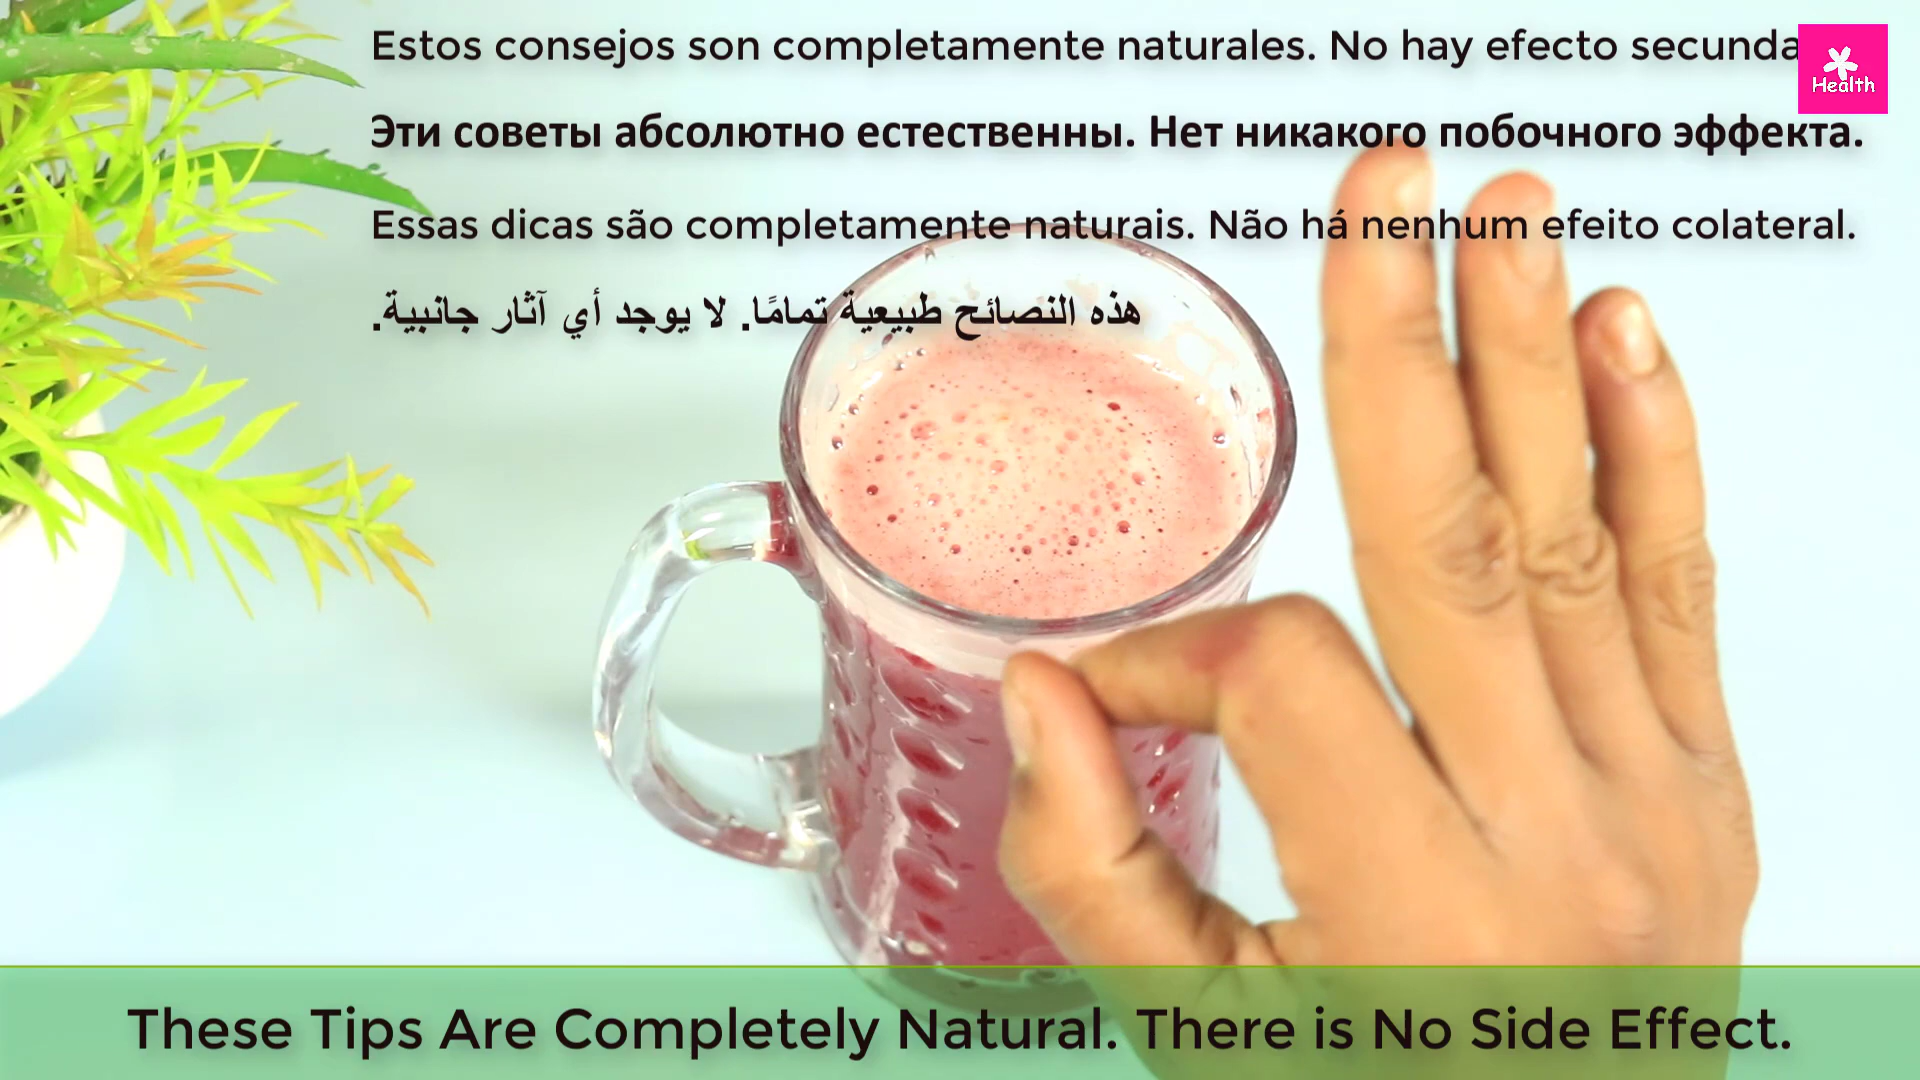 Estos consejos son completamente naturales. No hay efecto
Health
Эти советы абсолютно естественны. Нет никакого побочного эффекта.
Essas dicas são completamente naturais. Não há nenhum efeito colateral.
هذه النصائح طبيعية تمامًا. لا يوجد أي آثار جانبية.
These Tips Are Completely Natural. There is No Side Effect.